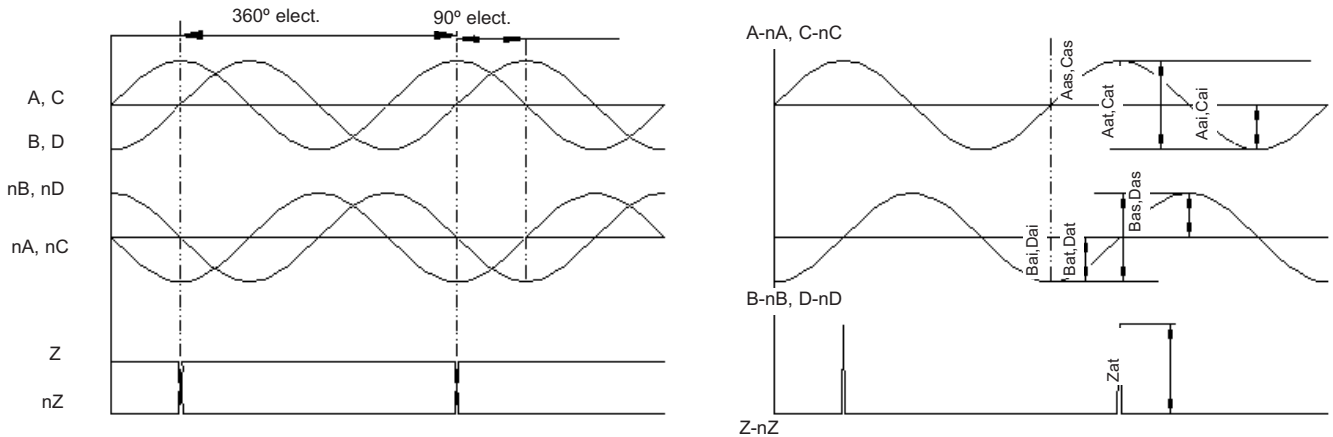 360º elect.
90º elect.
A, C
B, D
nB, nD
nA, nC
Z
nZ
A-nA, C-nC
Aas,Cas
Aat,Cat
Aai,Cai
Bai,Dai
Bat,Dat
Bas,Das
B-nB, D-nD
Zat
Z-nZ